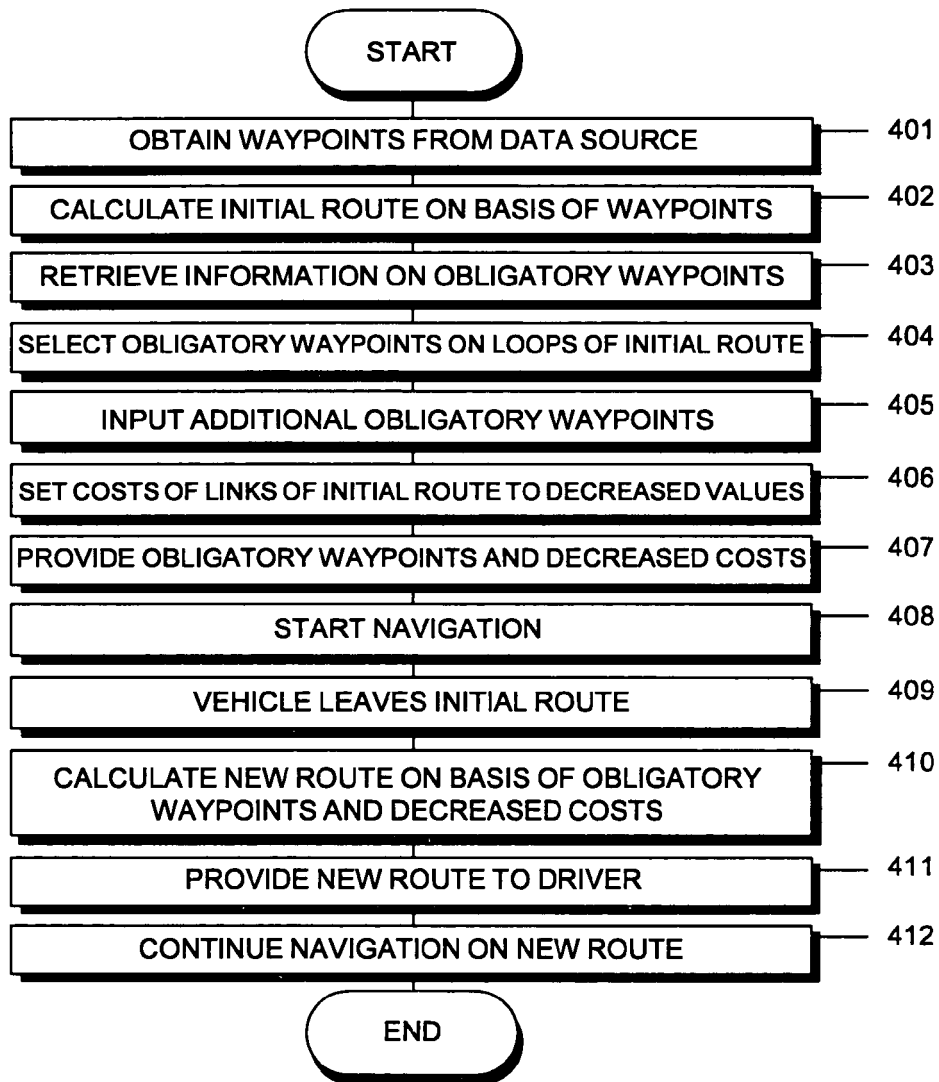 START
OBTAIN WAYPOINTS FROM DATA SOURCE 401
CALCULATE INITIAL ROUTE ON BASIS OF WAYPOINTS 402
RETRIEVE INFORMATION ON OBLIGATORY WAYPOINTS 403
SELECT OBLIGATORY WAYPOINTS ON LOOPS OF INITIAL ROUTE 404
INPUT ADDITIONAL OBLIGATORY WAYPOINTS 405
SET COSTS OF LINKS OF INITIAL ROUTE TO DECREASED VALUES 406
PROVIDE OBLIGATORY WAYPOINTS AND DECREASED COSTS 407
START NAVIGATION 408
VEHICLE LEAVES INITIAL ROUTE 409
CALCULATE NEW ROUTE ON BASIS OF OBLIGATORY 410
WAYPOINTS AND DECREASED COSTS
PROVIDE NEW ROUTE TO DRIVER 411
CONTINUE NAVIGATION ON NEW ROUTE 412
END